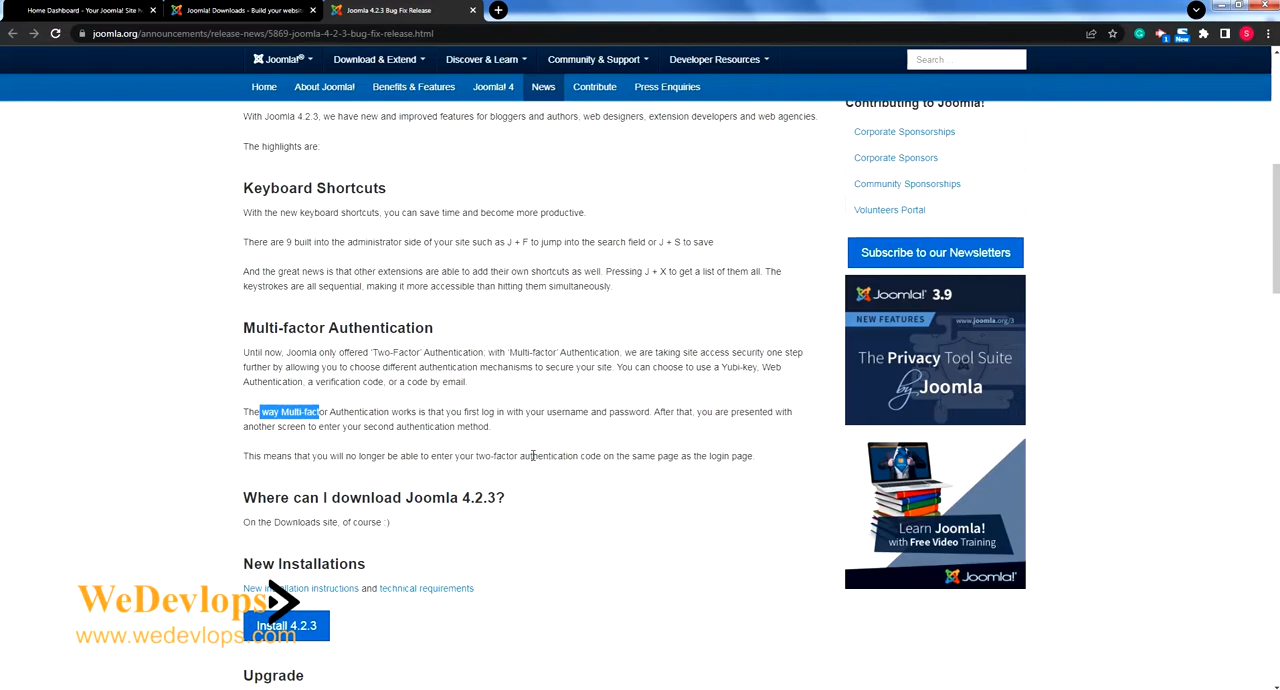 Home Dashboard - Your Joomla! Site h
Joomla! Downloads - Build your websit
Joomla 4.2.3 Bug Fix Release
joomla.org/announcements/release-news/5869-joomla-4-2-3-bug-fix-release.html
1
New
S
Joomla!® Download & Extend Discover & Learn Community & Support Developer Resources Search ...
Home About Joomla! Benefits & Features Joomla! 4 News Contribute Press Enquiries
With Joomla 4.2.3, we have new and improved features for bloggers and authors, web designers, extension developers and web agencies.
The highlights are:
Keyboard Shortcuts
With the new keyboard shortcuts, you can save time and become more productive.
There are 9 built into the administrator side of your site such as J + F to jump into the search field or J + S to save
And the great news is that other extensions are able to add their own shortcuts as well. Pressing J + X to get a list of them all. The
keystrokes are all sequential, making it more accessible than hitting them simultaneously.
Multi-factor Authentication
Until now, Joomla only offered 'Two-Factor' Authentication, with 'Multi-factor' Authentication, we are taking site access security one step
further by allowing you to choose different authentication mechanisms to secure your site. You can choose to use a Yubi-key, Web
Authentication, a verification code, or a code by email.
The way Multi-factor Authentication works is that you first log in with your username and password. After that, you are presented with
another screen to enter your second authentication method.
This means that you will no longer be able to enter your two-factor authentication code on the same page as the login page.
Where can I download Joomla 4.2.3?
On the Downloads site, of course :)
New Installations
New installation instructions and technical requirements
Install 4.2.3
Upgrade
Contributing to Joomla!
Corporate Sponsorships
Corporate Sponsors
Community Sponsorships
Volunteers Portal
Subscribe to our Newsletters
Joomla! 3.9
NEW FEATURES
www.joomla.org/3
The Privacy Tool Suite
by Joomla!
Learn Joomla!
with Free Video Training
Joomla!
WeDevlops
www.wedevlops.com